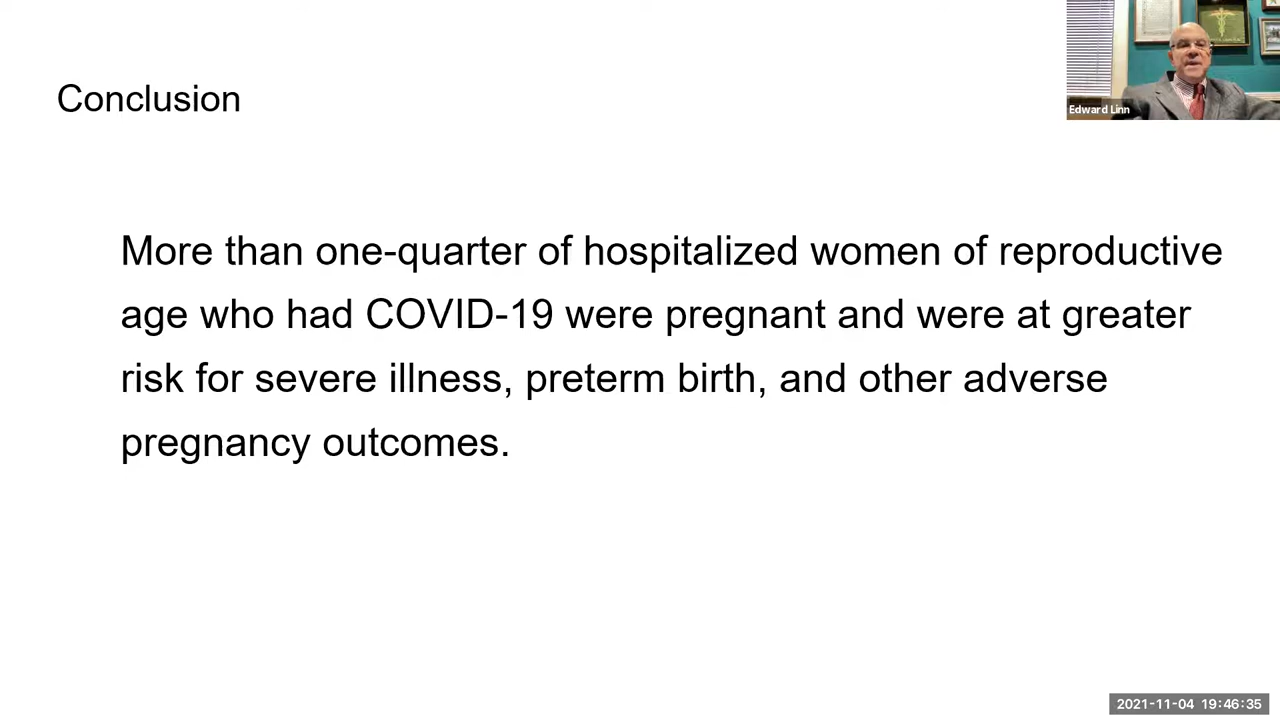 Conclusion
Edward Linn
More than one-quarter of hospitalized women of reproductive
age who had COVID-19 were pregnant and were at greater
risk for severe illness, preterm birth, and other adverse
pregnancy outcomes.
2021-11-04 19:46:35